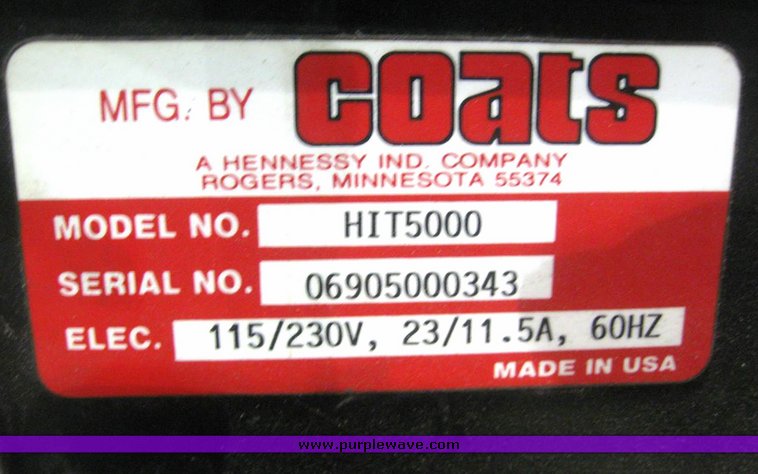 MFG. BY coats
A HENNESSY IND. COMPANY
ROGERS, MINNESOTA 55374
MODEL NO. HIT5000
SERIAL NO. 06905000343
ELEC. 115/230V, 23/11.5A, 60HZ
MADE IN USA
www.purplewave.com